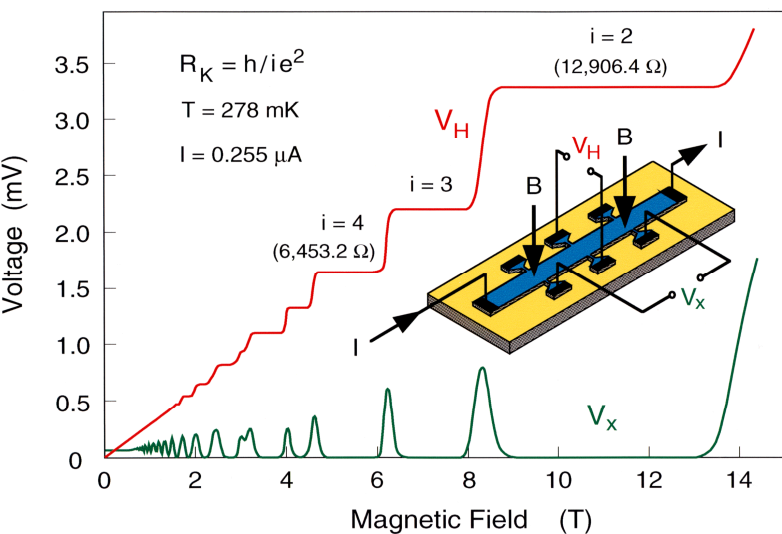 R_K = h/ie²
T = 278 mK
I = 0.255 μA
i = 2
(12,906.4 Ω)
V_H
i = 3
i = 4
(6,453.2 Ω)
V_H
B
B
I
I
V_x
V_x
Voltage (mV)
3.5
3.0
2.5
2.0
1.5
1.0
0.5
0
0 2 4 6 8 10 12 14
Magnetic Field (T)